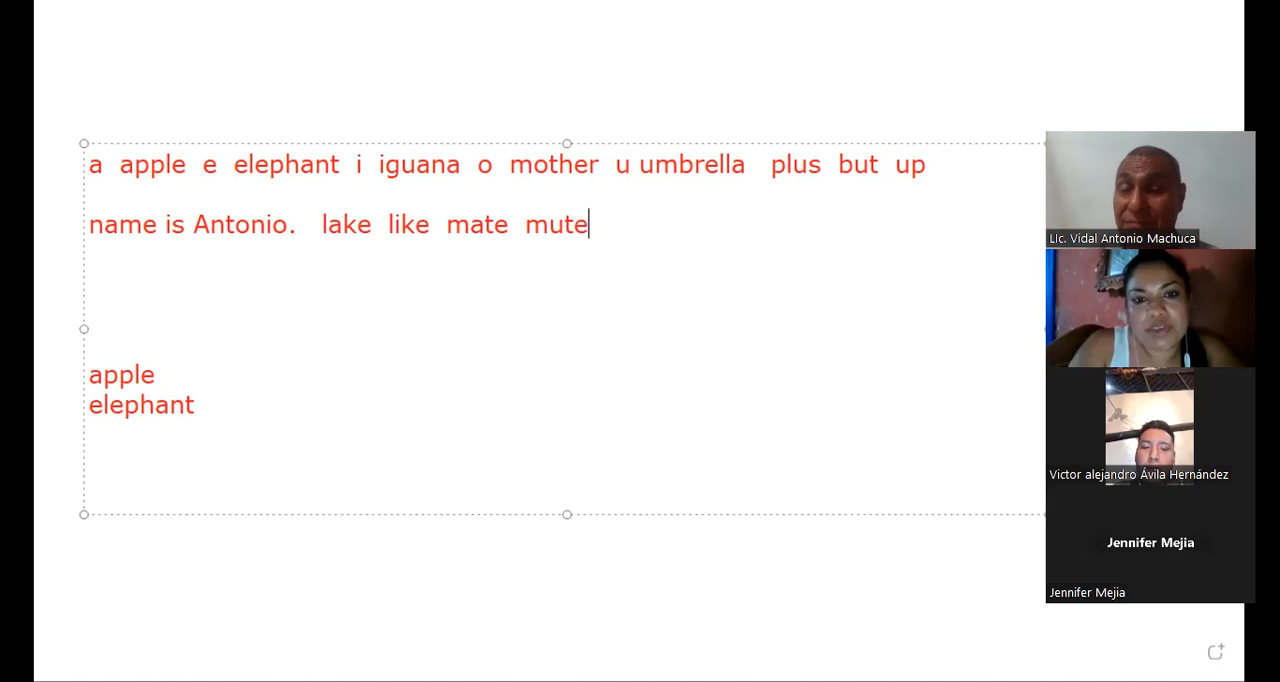 a apple e elephant i iguana o mother u umbrella plus but up
name is Antonio. lake like mate mute
apple
elephant
LIc. Vidal Antonio Machuca
Victor alejandro Ávila Hernández
Jennifer Mejia
Jennifer Mejia